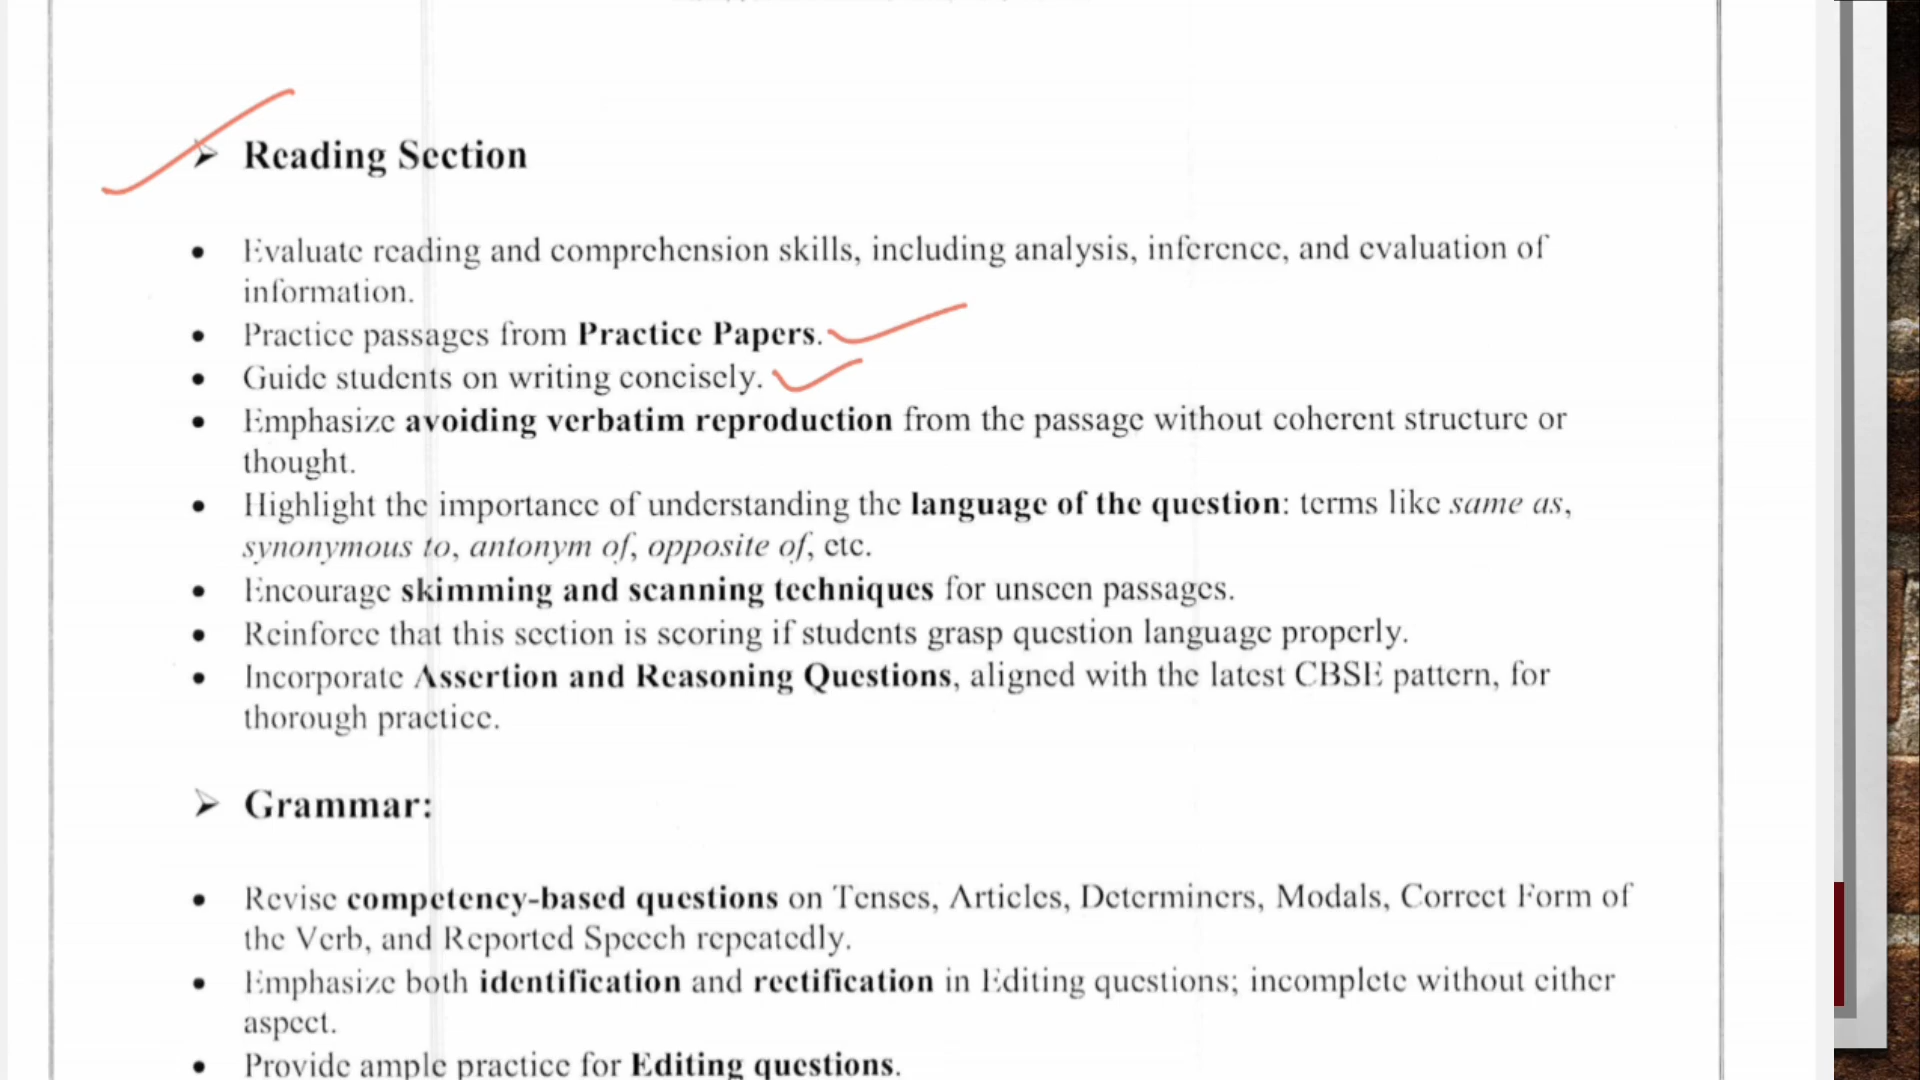 Reading Section
Evaluate reading and comprehension skills, including analysis, inference, and evaluation of
information.
Practice passages from Practice Papers.
Guide students on writing concisely.
Emphasize avoiding verbatim reproduction from the passage without coherent structure or
thought.
Highlight the importance of understanding the language of the question: terms like same as,
synonymous to, antonym of, opposite of, etc.
Encourage skimming and scanning techniques for unseen passages.
Reinforce that this section is scoring if students grasp question language properly.
Incorporate Assertion and Reasoning Questions, aligned with the latest CBSE pattern, for
thorough practice.
Grammar:
Revise competency-based questions on Tenses, Articles, Determiners, Modals, Correct Form of
the Verb, and Reported Speech repeatedly.
Emphasize both identification and rectification in Editing questions; incomplete without either
aspect.
Provide ample practice for Editing questions.